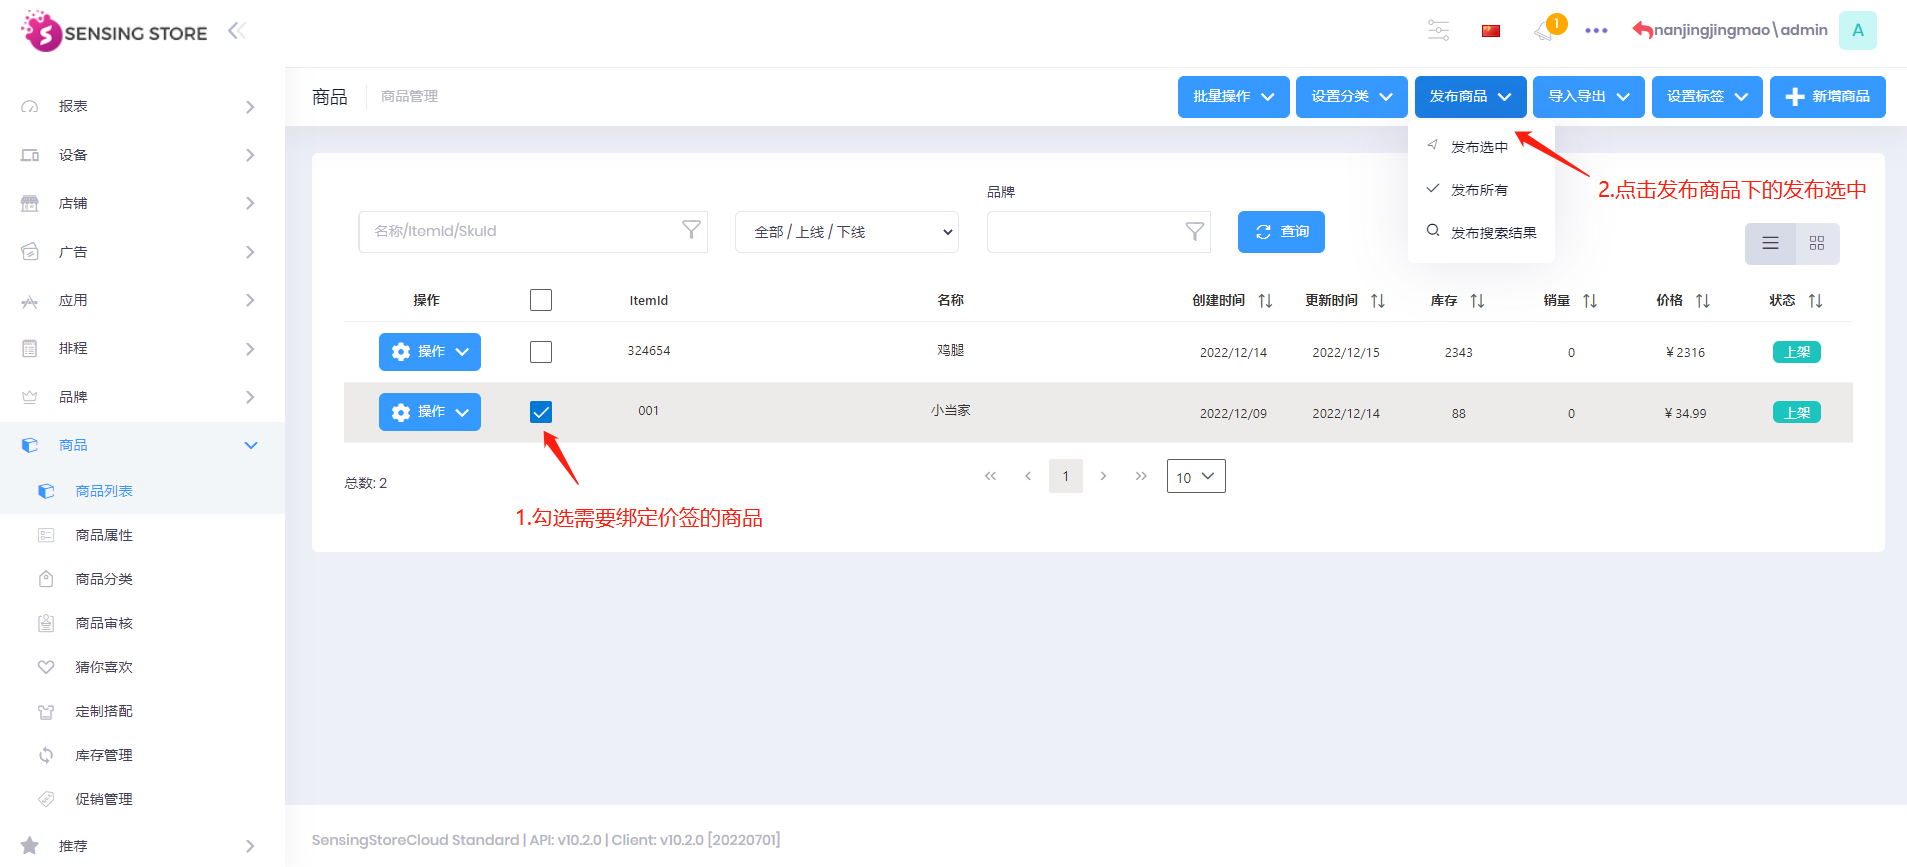 SENSING STORE
1
nanjingjingmao\admin
A
报表
设备
店铺
广告
应用
排程
品牌
商品
商品列表
商品属性
商品分类
商品审核
猜你喜欢
定制搭配
库存管理
促销管理
推荐
商品 商品管理
批量操作 设置分类 发布商品 导入导出 设置标签 新增商品
发布选中
发布所有
发布搜索结果
2.点击发布商品下的发布选中
品牌
名称/ItemId/SkuId 全部 / 上线 / 下线 查询
操作 ItemId 名称 创建时间 更新时间 库存 销量 价格 状态
操作 324654 鸡腿 2022/12/14 2022/12/15 2343 0 ¥2316 上架
操作 001 小当家 2022/12/09 2022/12/14 88 0 ¥34.99 上架
总数: 2 1 10
1.勾选需要绑定价签的商品
SensingStoreCloud Standard | API: v10.2.0 | Client: v10.2.0 [20220701]